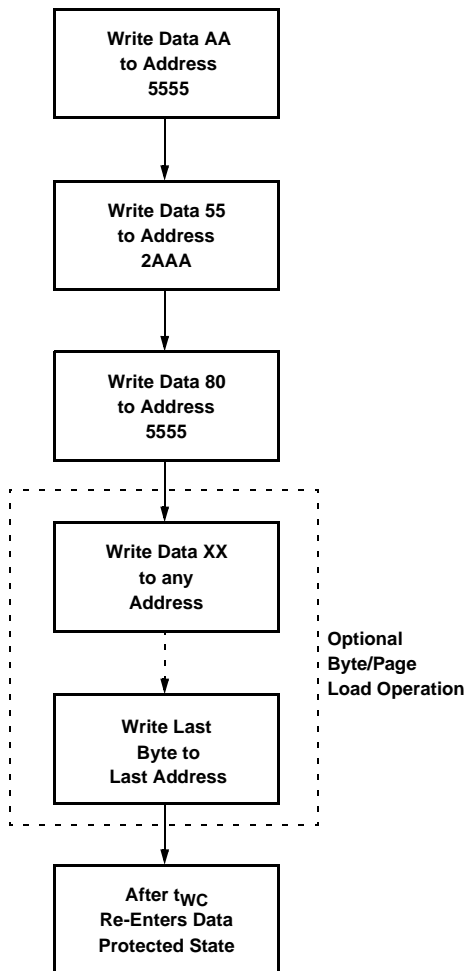 Write Data AA
to Address
5555
Write Data 55
to Address
2AAA
Write Data 80
to Address
5555
Write Data XX
to any
Address
Optional
Byte/Page
Load Operation
Write Last
Byte to
Last Address
After tWC
Re-Enters Data
Protected State